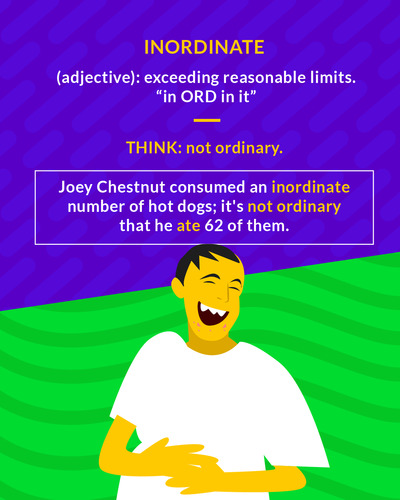 INORDINATE
(adjective): exceeding reasonable limits.
“in ORD in it”
THINK: not ordinary.
Joey Chestnut consumed an inordinate
number of hot dogs; it's not ordinary
that he ate 62 of them.